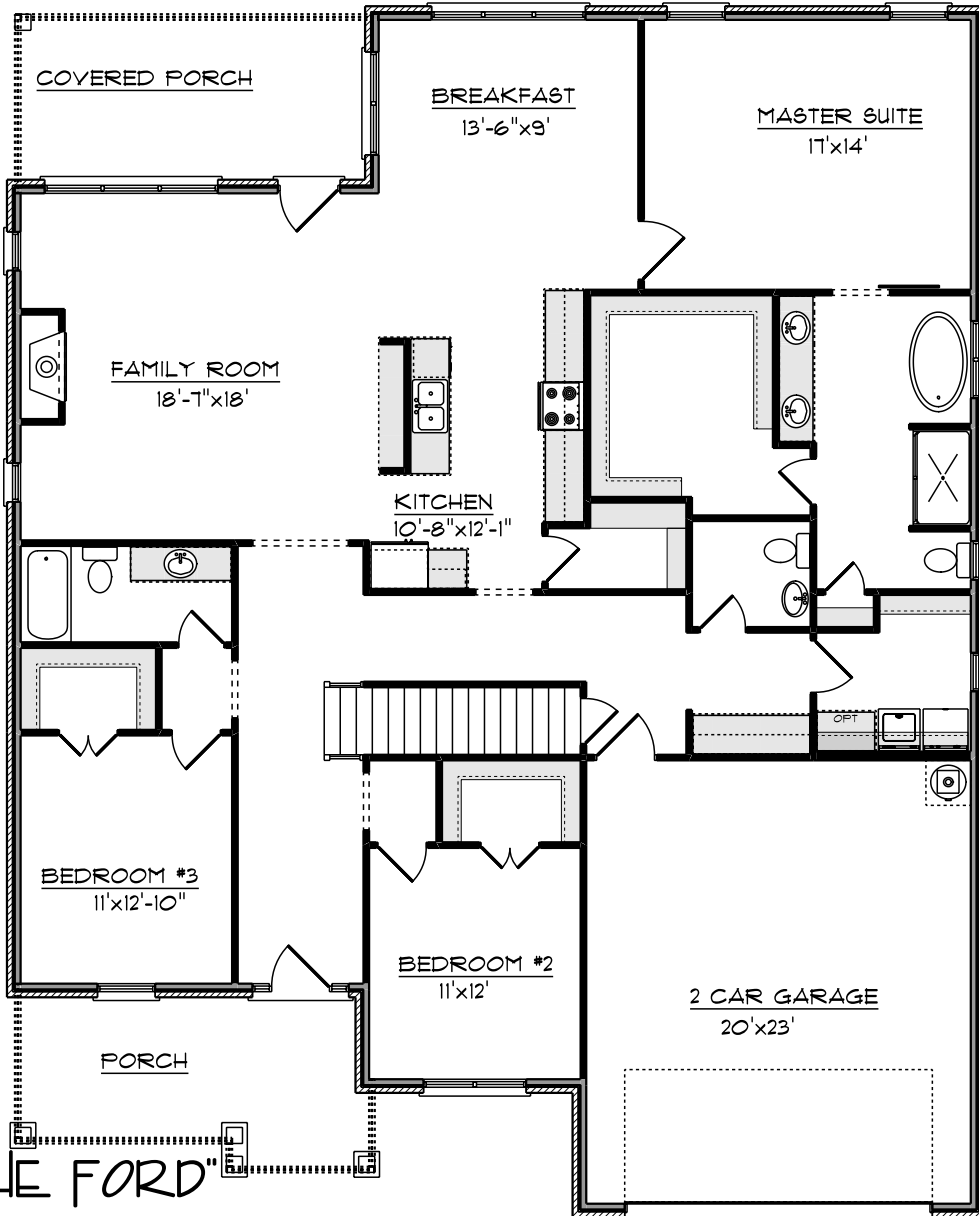 COVERED PORCH
BREAKFAST
13'-6"x9'
MASTER SUITE
17'x14'
FAMILY ROOM
18'-7"x18'
KITCHEN
10'-8"x12'-1"
OPT
BEDROOM #3
11'x12'-10"
BEDROOM #2
11'x12'
2 CAR GARAGE
20'x23'
PORCH
FORD"